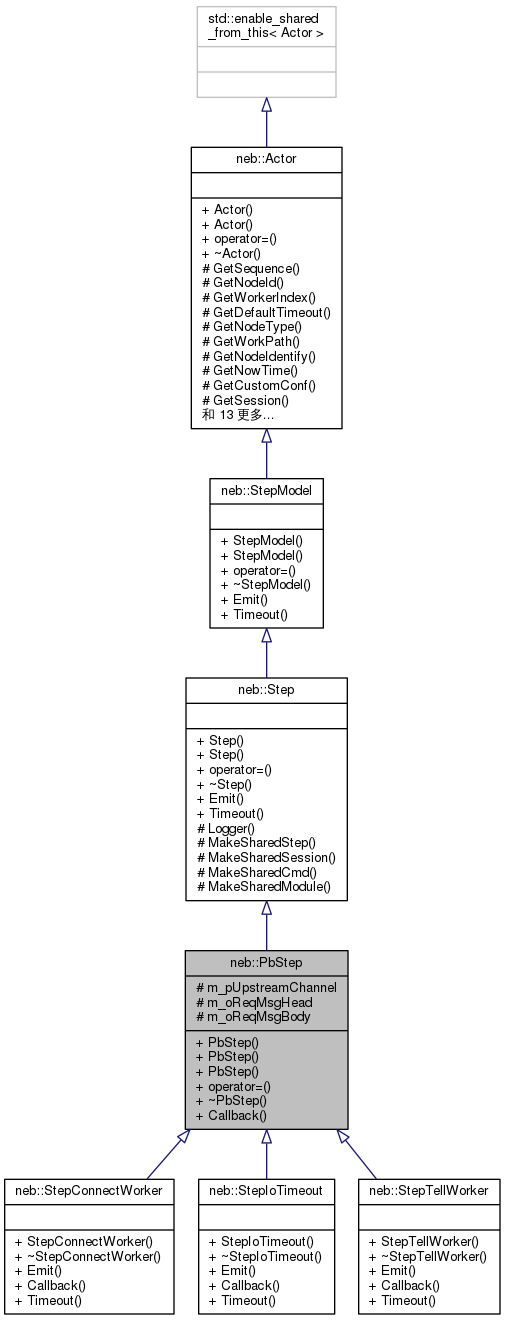 std::enable_shared
_from_this< Actor >
neb::Actor
+ Actor()
+ Actor()
+ operator=()
+ ~Actor()
# GetSequence()
# GetNodeId()
# GetWorkerIndex()
# GetDefaultTimeout()
# GetNodeType()
# GetWorkPath()
# GetNodeIdentify()
# GetNowTime()
# GetCustomConf()
# GetSession()
和 13 更多...
neb::StepModel
+ StepModel()
+ StepModel()
+ operator=()
+ ~StepModel()
+ Emit()
+ Timeout()
neb::Step
+ Step()
+ Step()
+ operator=()
+ ~Step()
+ Emit()
+ Timeout()
# Logger()
# MakeSharedStep()
# MakeSharedSession()
# MakeSharedCmd()
# MakeSharedModule()
neb::PbStep
# m_pUpstreamChannel
# m_oReqMsgHead
# m_oReqMsgBody
+ PbStep()
+ PbStep()
+ PbStep()
+ operator=()
+ ~PbStep()
+ Callback()
neb::StepConnectWorker
+ StepConnectWorker()
+ ~StepConnectWorker()
+ Emit()
+ Callback()
+ Timeout()
neb::StepIoTimeout
+ StepIoTimeout()
+ ~StepIoTimeout()
+ Emit()
+ Callback()
+ Timeout()
neb::StepTellWorker
+ StepTellWorker()
+ ~StepTellWorker()
+ Emit()
+ Callback()
+ Timeout()